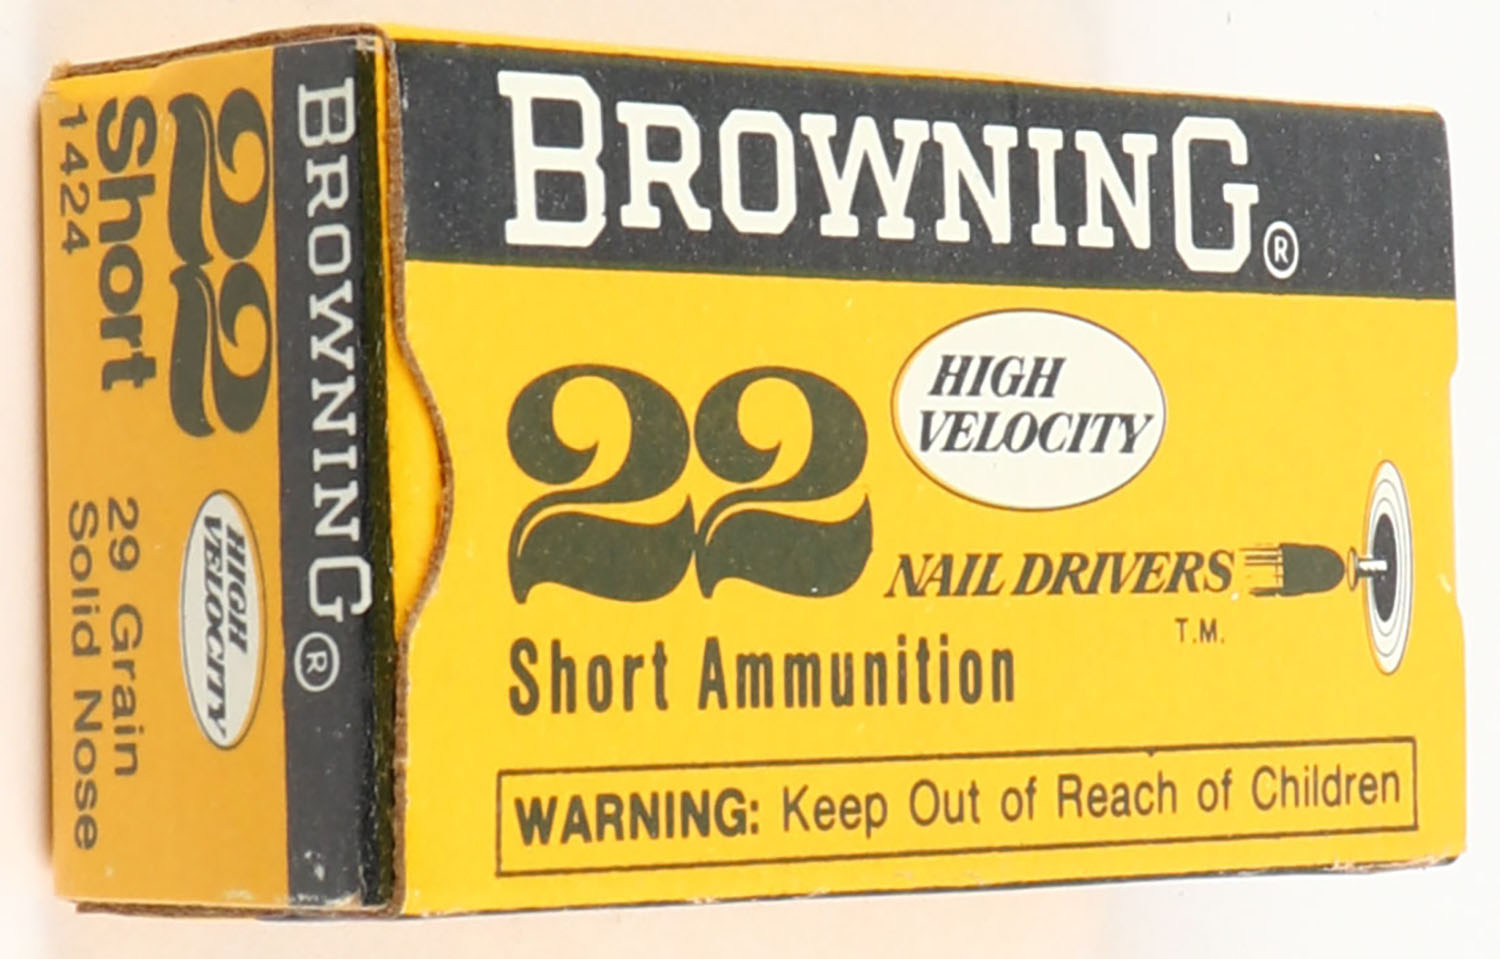 BROWNING®
22
HIGH
VELOCITY
NAIL DRIVERS
T.M.
Short Ammunition
WARNING: Keep Out of Reach of Children
BROWNING®
22
Short
1424
HIGH
VELOCITY
29 Grain
Solid Nose